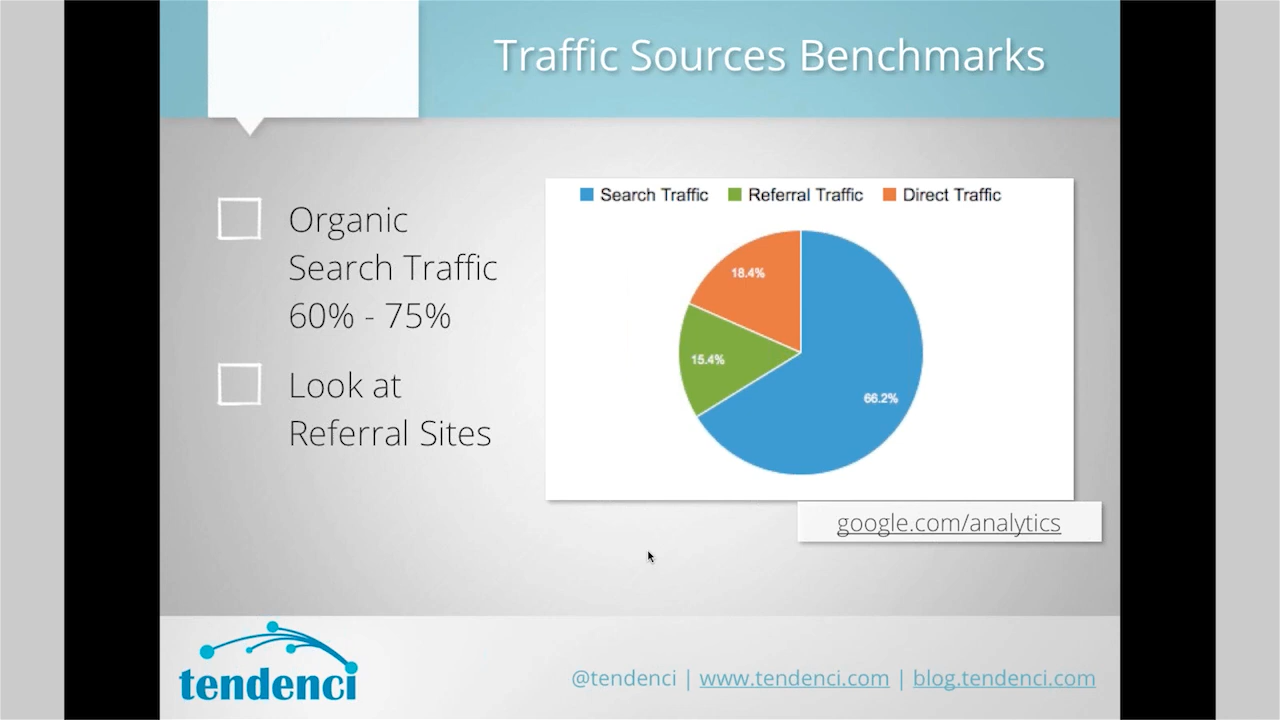 Traffic Sources Benchmarks
Organic
Search Traffic
60% - 75%
Look at
Referral Sites
Search Traffic Referral Traffic Direct Traffic
18.4%
15.4%
66.2%
google.com/analytics
tendenci
@tendenci | www.tendenci.com | blog.tendenci.com